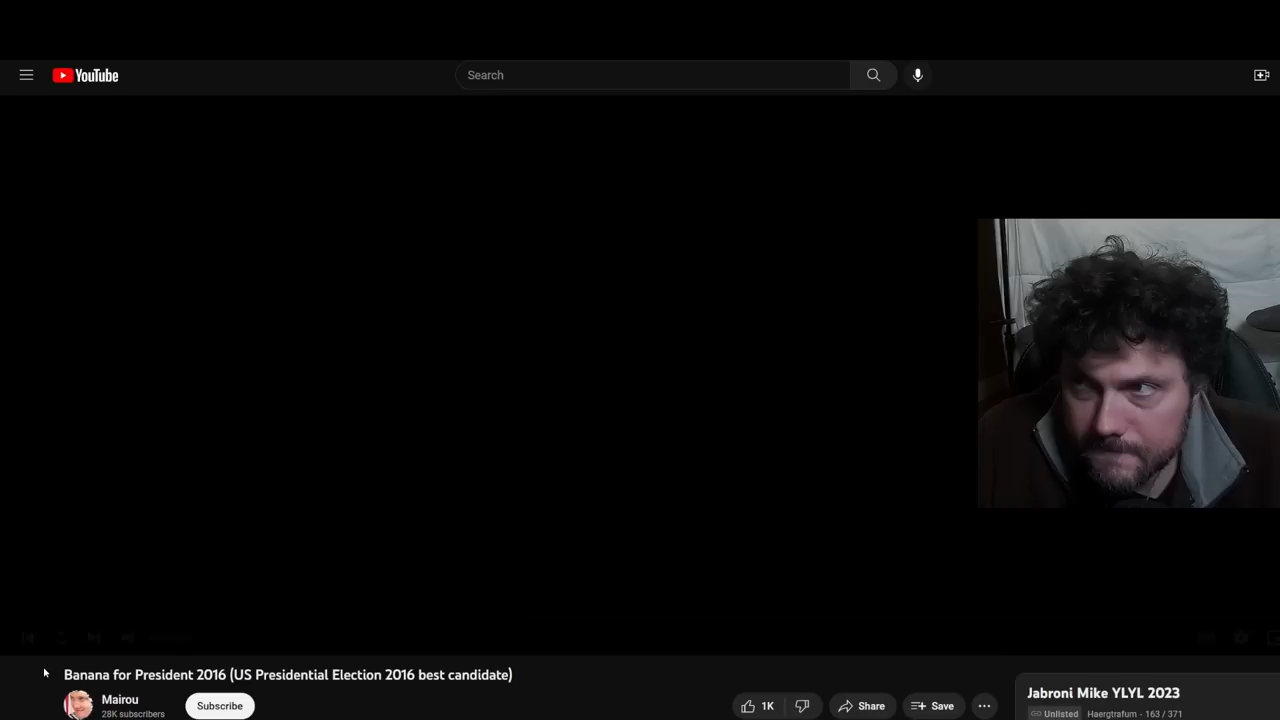 YouTube
Search
Banana for President 2016 (US Presidential Election 2016 best candidate)
Mairou
28K subscribers
Subscribe
1K
Share
Save
Jabroni Mike YLYL 2023
Unlisted Haergtrafum - 163 / 371